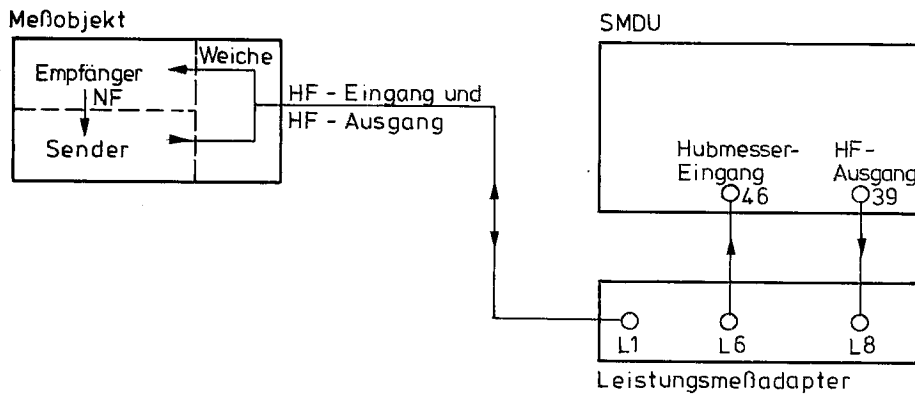 Meßobjekt
Weiche
Empfänger
NF
Sender
HF - Eingang und
HF - Ausgang
SMDU
Hubmesser-
Eingang
46
HF-
Ausgang
39
L1
L6
L8
Leistungsmeßadapter